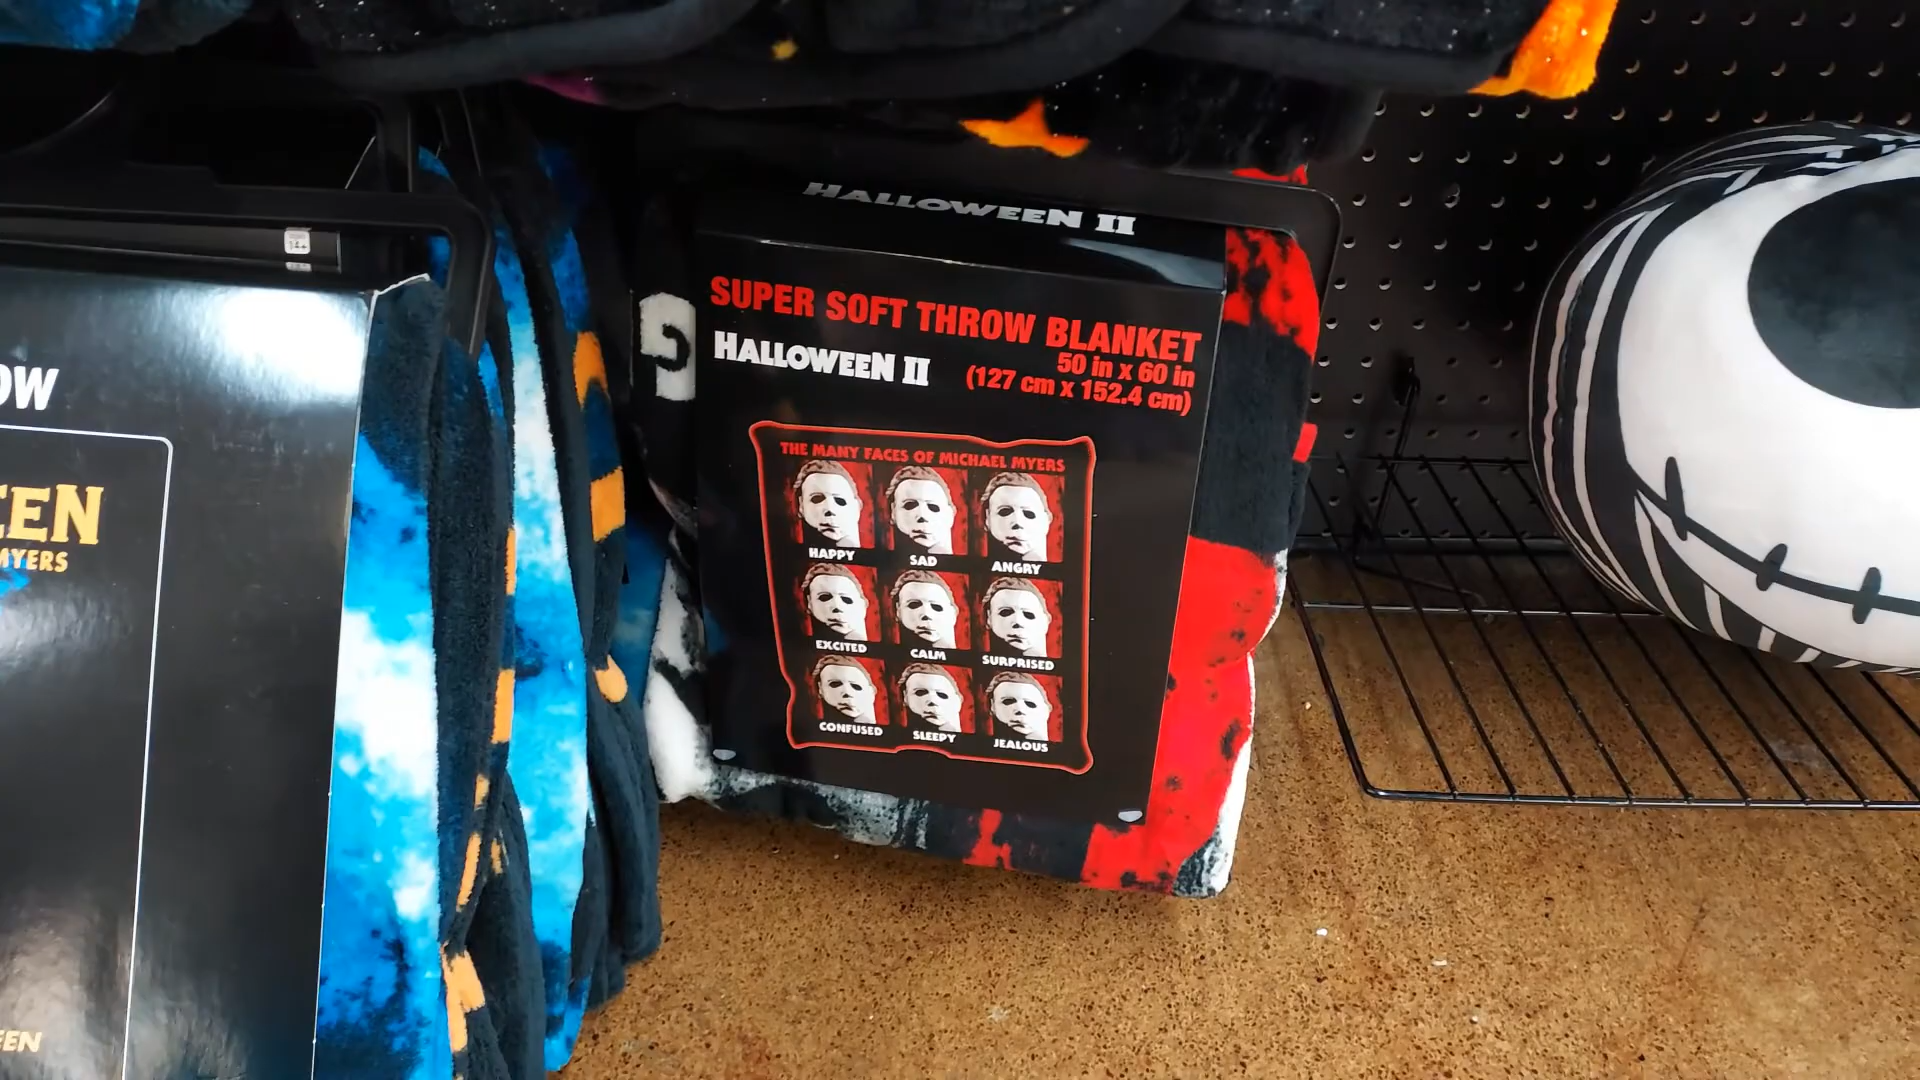 HALLOWEEN II
SUPER SOFT THROW BLANKET
HALLOWEEN II
50 in x 60 in
(127 cm x 152.4 cm)
THE MANY FACES OF MICHAEL MYERS
HAPPY SAD ANGRY
EXCITED CALM SURPRISED
CONFUSED SLEEPY JEALOUS
14+
OW
EEN
MYERS
EEN